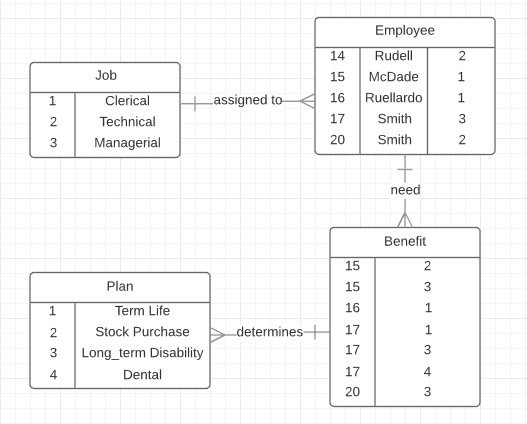 Job
1 Clerical
2 Technical
3 Managerial
assigned to
Employee
14 Rudell 2
15 McDade 1
16 Ruellardo 1
17 Smith 3
20 Smith 2
need
Benefit
15 2
15 3
16 1
17 1
17 3
17 4
20 3
determines
Plan
1 Term Life
2 Stock Purchase
3 Long_term Disability
4 Dental